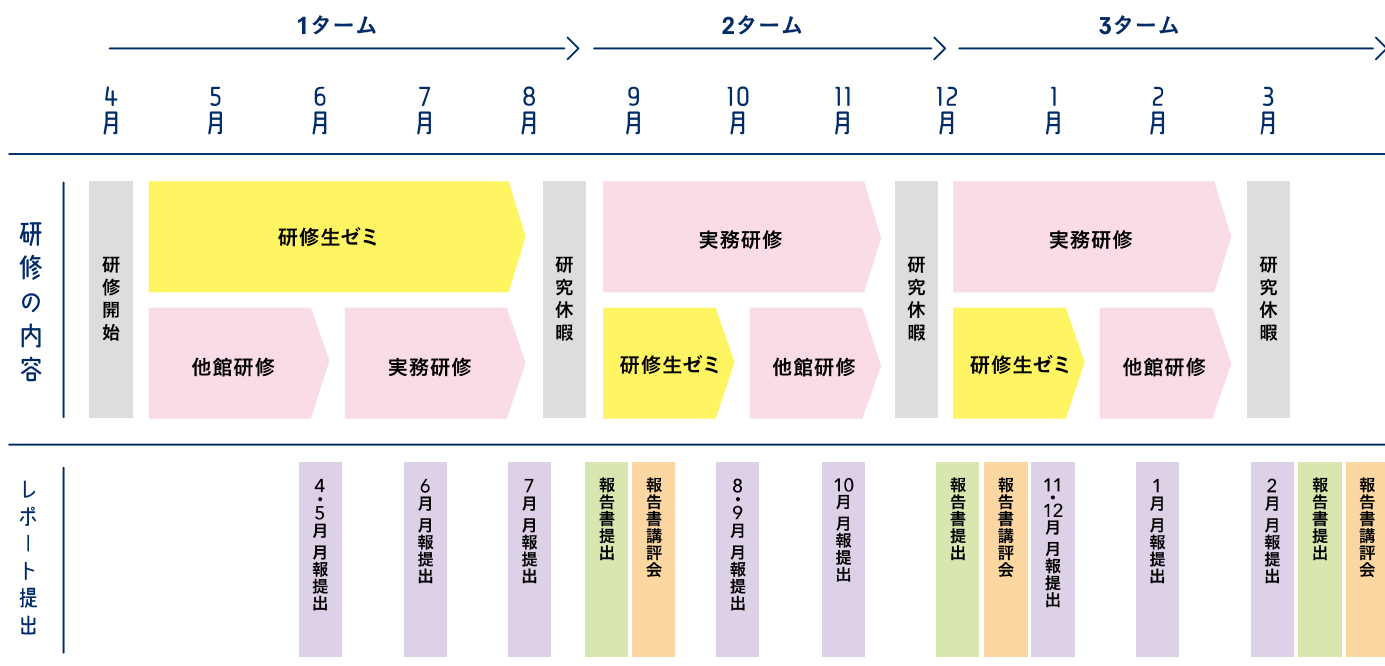 1ターム
2ターム
3ターム
4月
5月
6月
7月
8月
9月
10月
11月
12月
1月
2月
3月
研修の内容
研修開始
研修生ゼミ
他館研修
実務研修
研究休暇
実務研修
研修生ゼミ
他館研修
研究休暇
実務研修
研修生ゼミ
他館研修
研究休暇
レポート提出
4・5月 月報提出
6月 月報提出
7月 月報提出
報告書提出
報告書講評会
8・9月 月報提出
10月 月報提出
報告書提出
報告書講評会
11・12月 月報提出
1月 月報提出
2月 月報提出
報告書提出
報告書講評会